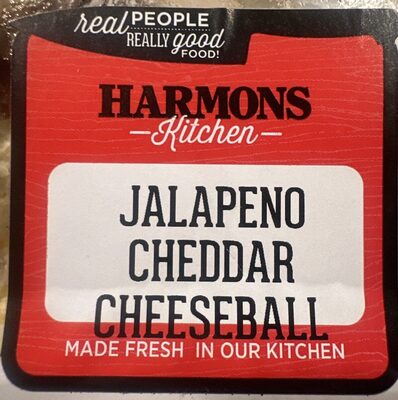 real PEOPLE
REALLY good
FOOD!
HARMONS
Kitchen
JALAPENO
CHEDDAR
CHEESEBALL
MADE FRESH IN OUR KITCHEN